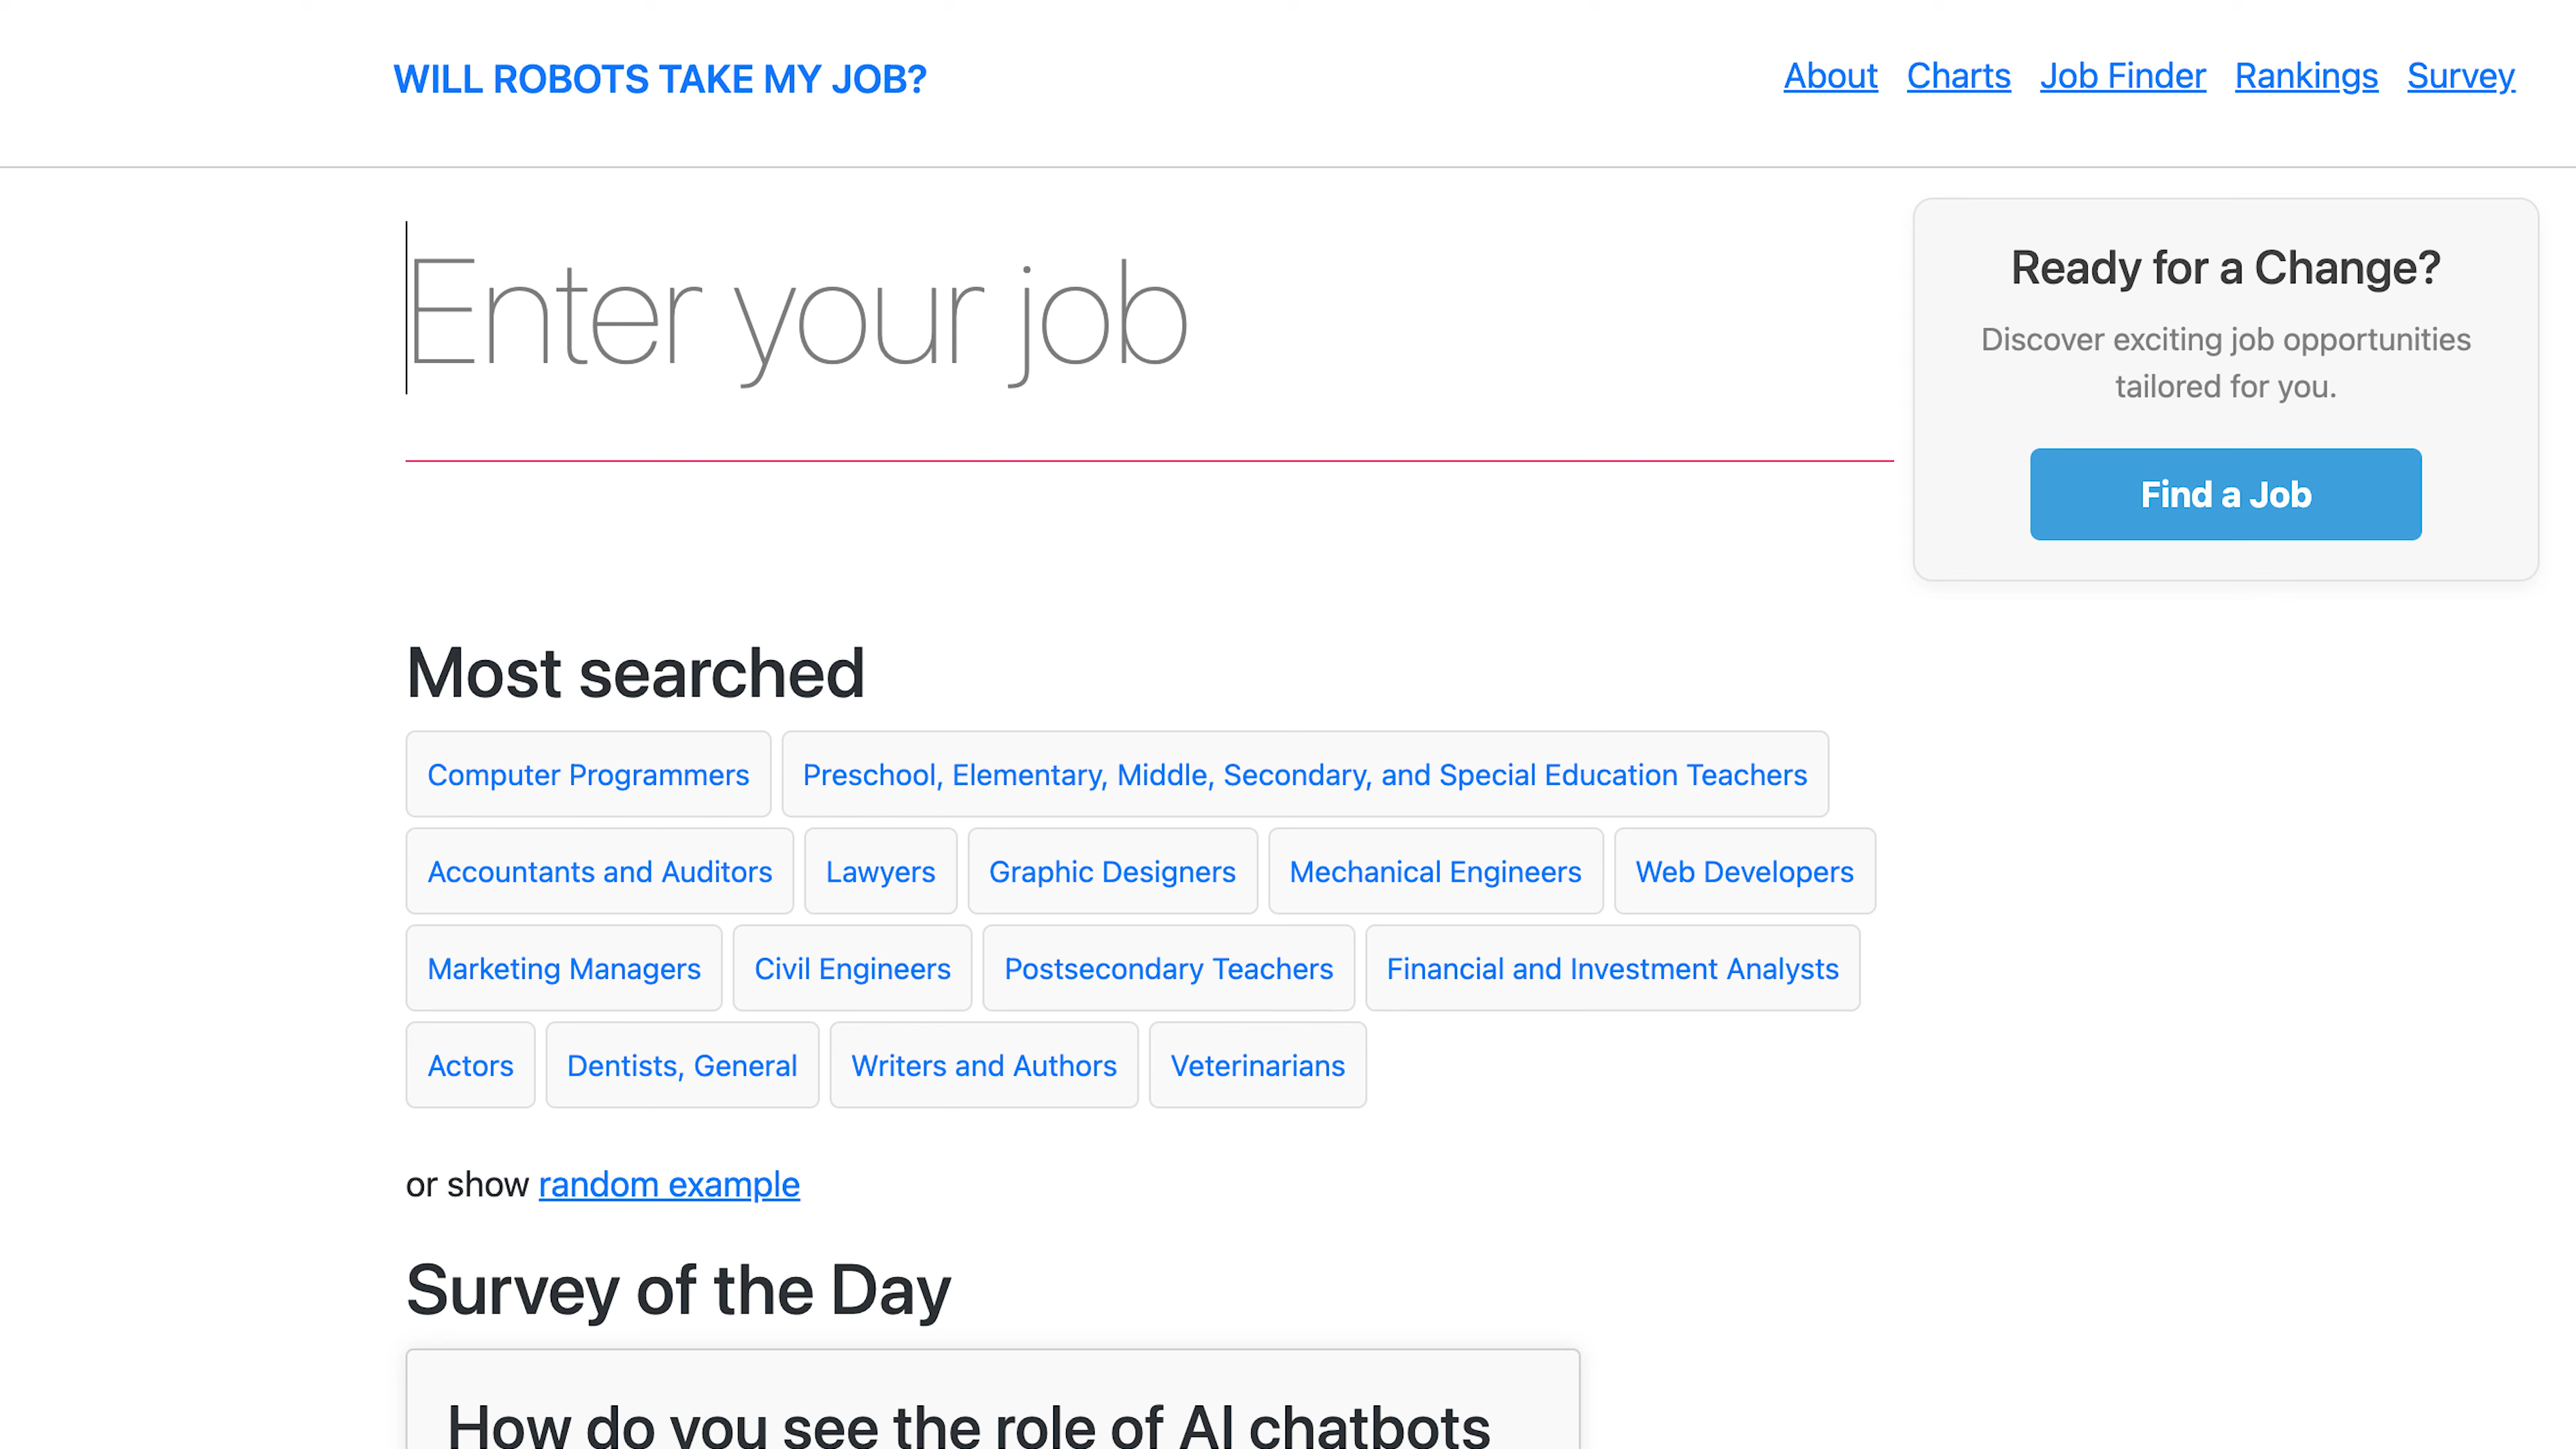 WILL ROBOTS TAKE MY JOB?
About Charts Job Finder Rankings Survey
Enter your job
Ready for a Change?
Discover exciting job opportunities
tailored for you.
Find a Job
Most searched
Computer Programmers Preschool, Elementary, Middle, Secondary, and Special Education Teachers
Accountants and Auditors Lawyers Graphic Designers Mechanical Engineers Web Developers
Marketing Managers Civil Engineers Postsecondary Teachers Financial and Investment Analysts
Actors Dentists, General Writers and Authors Veterinarians
or show random example
Survey of the Day
How do you see the role of AI chatbots